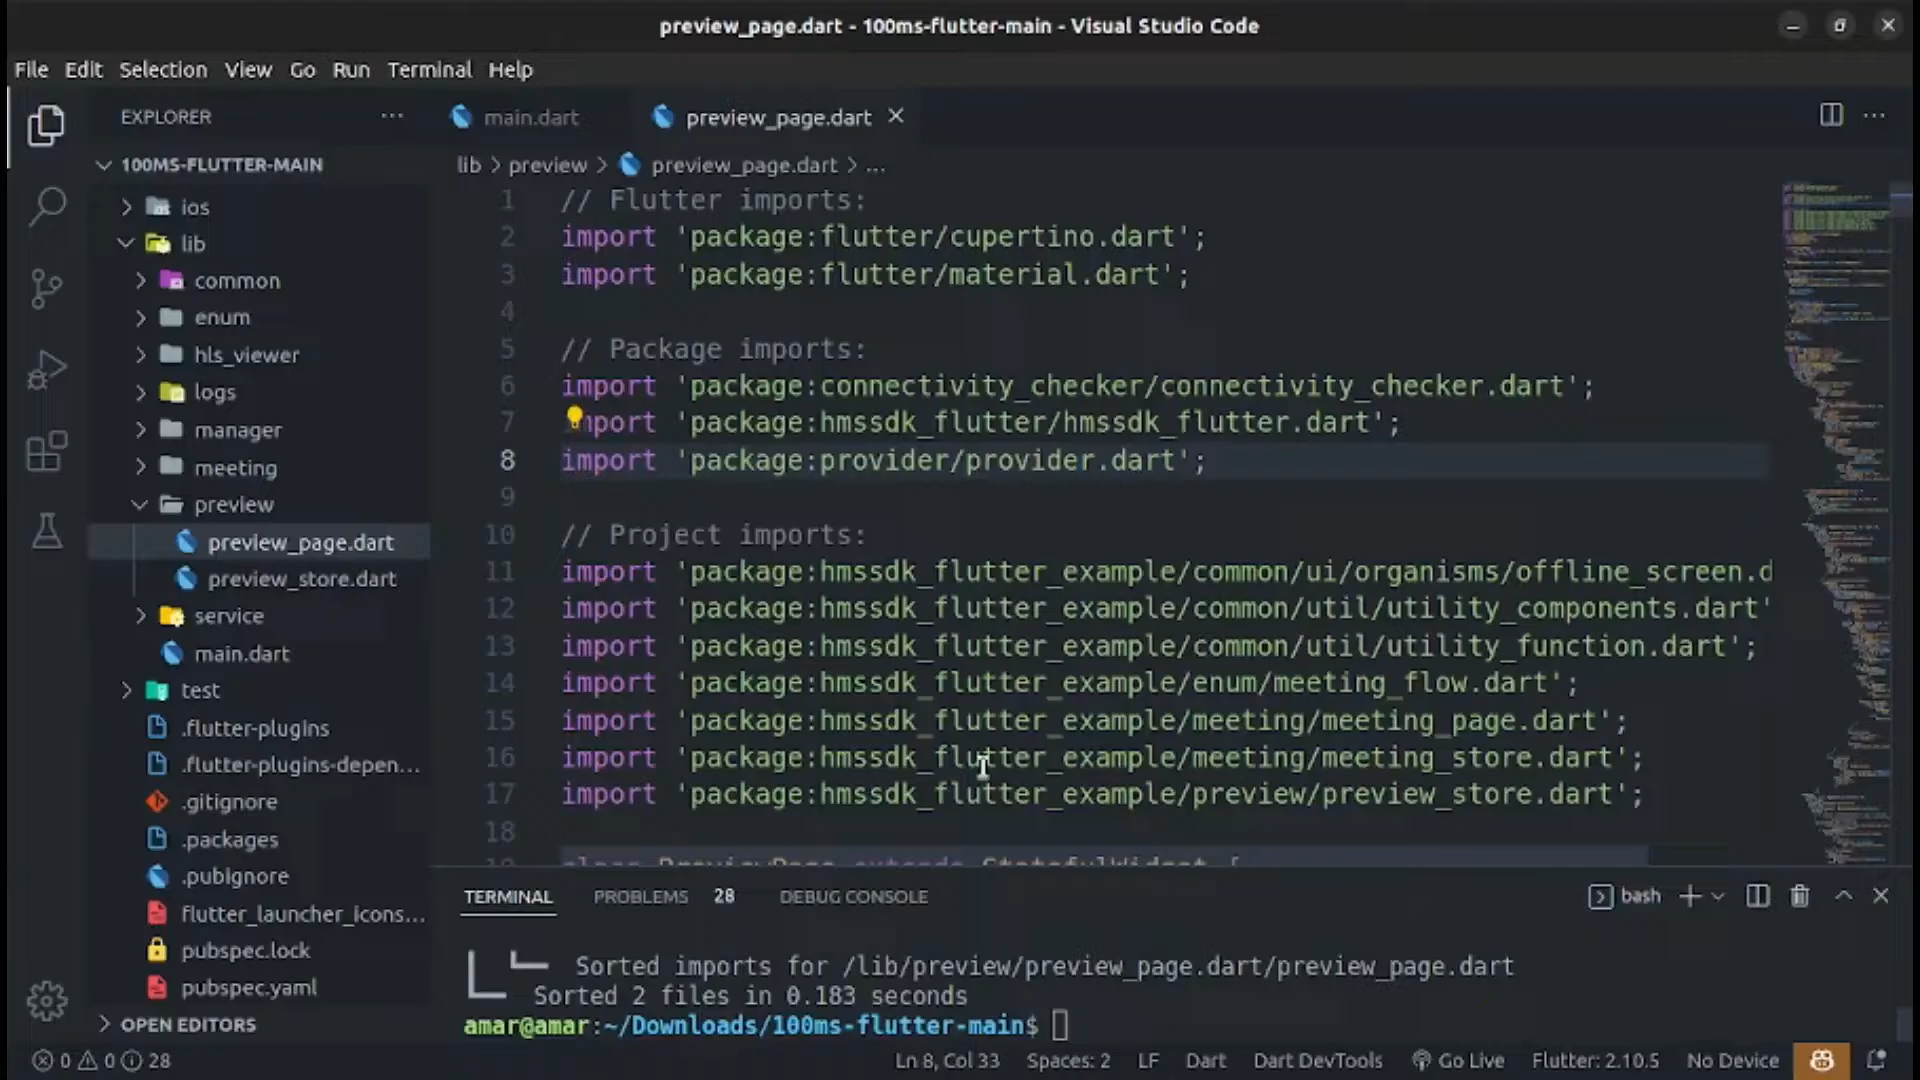 preview_page.dart - 100ms-flutter-main - Visual Studio Code
File Edit Selection View Go Run Terminal Help
EXPLORER ···
100MS-FLUTTER-MAIN
ios
lib
common
enum
hls_viewer
logs
manager
meeting
preview
preview_page.dart
preview_store.dart
service
main.dart
test
.flutter-plugins
.flutter-plugins-depen...
.gitignore
.packages
.pubignore
flutter_launcher_icons...
pubspec.lock
pubspec.yaml
OPEN EDITORS
main.dart preview_page.dart
lib > preview > preview_page.dart > ...
1 // Flutter imports:
2 import 'package:flutter/cupertino.dart';
3 import 'package:flutter/material.dart';
4
5 // Package imports:
6 import 'package:connectivity_checker/connectivity_checker.dart';
7 import 'package:hmssdk_flutter/hmssdk_flutter.dart';
8 import 'package:provider/provider.dart';
9
10 // Project imports:
11 import 'package:hmssdk_flutter_example/common/ui/organisms/offline_screen.d
12 import 'package:hmssdk_flutter_example/common/util/utility_components.dart'
13 import 'package:hmssdk_flutter_example/common/util/utility_function.dart';
14 import 'package:hmssdk_flutter_example/enum/meeting_flow.dart';
15 import 'package:hmssdk_flutter_example/meeting/meeting_page.dart';
16 import 'package:hmssdk_flutter_example/meeting/meeting_store.dart';
17 import 'package:hmssdk_flutter_example/preview/preview_store.dart';
18
19 class PreviewPage extends StatefulWidget {
TERMINAL PROBLEMS 28 DEBUG CONSOLE bash
Sorted imports for /lib/preview/preview_page.dart/preview_page.dart
Sorted 2 files in 0.183 seconds
amar@amar:~/Downloads/100ms-flutter-main$
0 0 28 Ln 8, Col 33 Spaces: 2 LF Dart Dart DevTools Go Live Flutter: 2.10.5 No Device